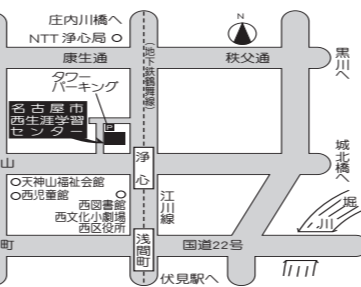 庄内川橋へ
NTT 浄心局
N
康生通
(地下鉄鶴舞線)
秩父通
黒川へ
タワー
パーキング
P
名古屋市
西生涯学習
センター
山
浄心
城北橋へ
天神山福祉会館
西児童館
西図書館
西文化小劇場
西区役所
江川線
堀
川
町
浅間町
国道22号
伏見駅へ